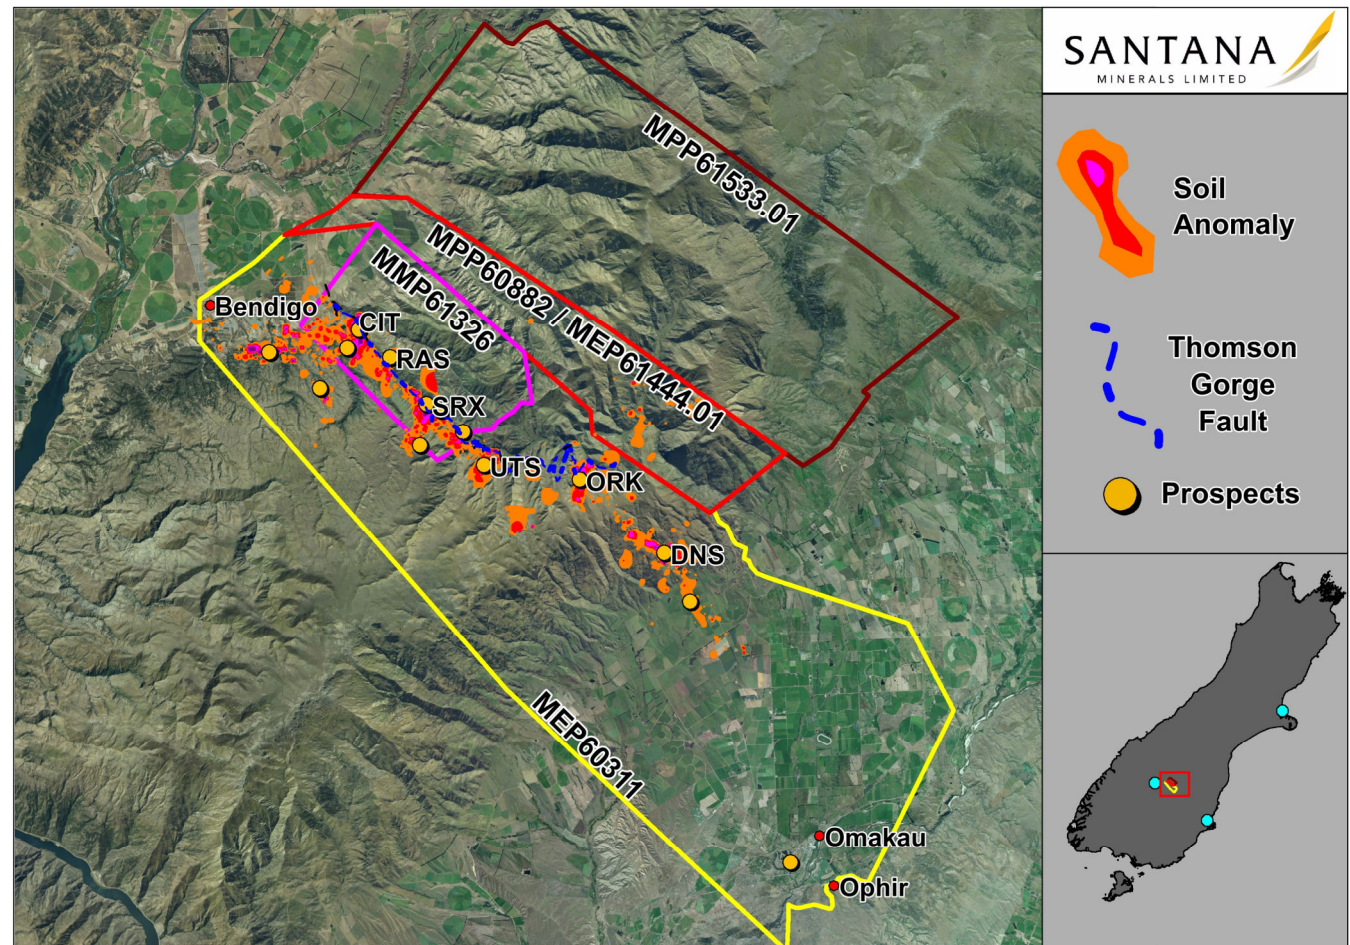 SANTANA
MINERALS LIMITED
Soil
Anomaly
Thomson
Gorge
Fault
Prospects
MPP61533.01
MPP60882 / MEP61444.01
MMP61326
Bendigo
CIT
RAS
SRX
UTS
ORK
DNS
MEP60311
Omakau
Ophir